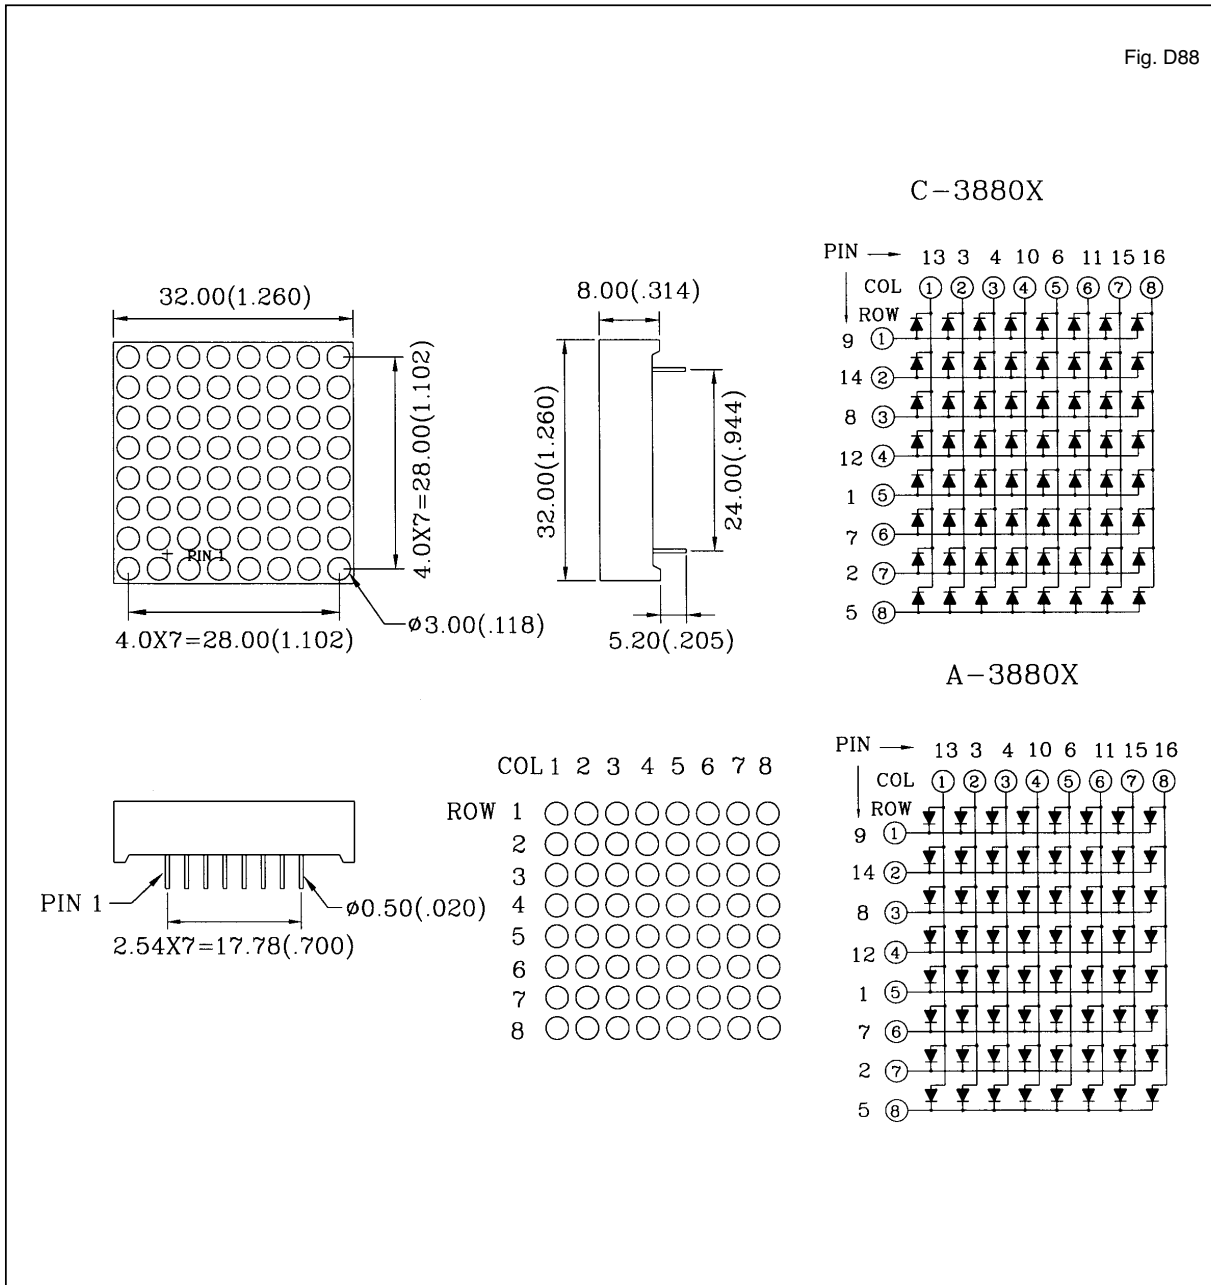 Fig. D88
C-3880X
PIN 13 3 4 10 6 11 15 16
COL 1 2 3 4 5 6 7 8
ROW
9 1
14 2
8 3
12 4
1 5
7 6
2 7
5 8
32.00(1.260)
4.0X7=28.00(1.102)
PIN 1
ø3.00(.118)
4.0X7=28.00(1.102)
8.00(.314)
32.00(1.260)
24.00(.944)
5.20(.205)
A-3880X
PIN 13 3 4 10 6 11 15 16
COL 1 2 3 4 5 6 7 8
ROW
9 1
14 2
8 3
12 4
1 5
7 6
2 7
5 8
PIN 1
ø0.50(.020)
2.54X7=17.78(.700)
COL 1 2 3 4 5 6 7 8
ROW 1
2
3
4
5
6
7
8